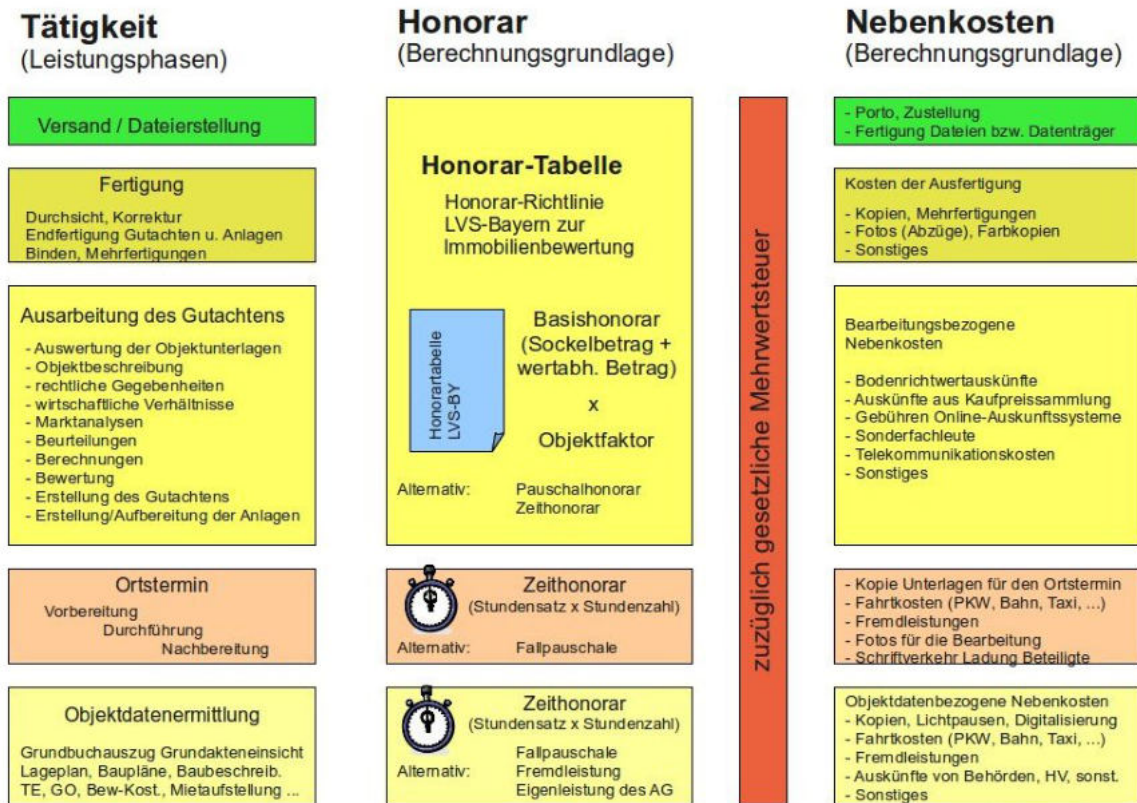 Tätigkeit
(Leistungsphasen)
Versand / Dateierstellung
Fertigung
Durchsicht, Korrektur
Endfertigung Gutachten u. Anlagen
Binden, Mehrfertigungen
Ausarbeitung des Gutachtens
- Auswertung der Objektunterlagen
- Objektbeschreibung
- rechtliche Gegebenheiten
- wirtschaftliche Verhältnisse
- Marktanalysen
- Beurteilungen
- Berechnungen
- Bewertung
- Erstellung des Gutachtens
- Erstellung/Aufbereitung der Anlagen
Ortstermin
Vorbereitung
Durchführung
Nachbereitung
Objektdatenermittlung
Grundbuchauszug Grundakteneinsicht
Lageplan, Baupläne, Baubeschreib.
TE, GO, Bew-Kost., Mietaufstellung ...
Honorar
(Berechnungsgrundlage)
Honorar-Tabelle
Honorar-Richtlinie
LVS-Bayern zur
Immobilienbewertung
Honorartabelle
LVS-BY
Basishonorar
(Sockelbetrag +
wertabh. Betrag)
x
Objektfaktor
Alternativ: Pauschalhonorar
Zeithonorar
Zeithonorar
(Stundensatz x Stundenzahl)
Alternativ: Fallpauschale
Zeithonorar
(Stundensatz x Stundenzahl)
Fallpauschale
Alternativ: Fremdleistung
Eigenleistung des AG
zuzüglich gesetzliche Mehrwertsteuer
Nebenkosten
(Berechnungsgrundlage)
- Porto, Zustellung
- Fertigung Dateien bzw. Datenträger
Kosten der Ausfertigung
- Kopien, Mehrfertigungen
- Fotos (Abzüge), Farbkopien
- Sonstiges
Bearbeitungsbezogene
Nebenkosten
- Bodenrichtwertauskünfte
- Auskünfte aus Kaufpreissammlung
- Gebühren Online-Auskunftssysteme
- Sonderfachleute
- Telekommunikationskosten
- Sonstiges
- Kopie Unterlagen für den Ortstermin
- Fahrtkosten (PKW, Bahn, Taxi, ...)
- Fremdleistungen
- Fotos für die Bearbeitung
- Schriftverkehr Ladung Beteiligte
Objektdatenbezogene Nebenkosten
- Kopien, Lichtpausen, Digitalisierung
- Fahrtkosten (PKW, Bahn, Taxi, ...)
- Fremdleistungen
- Auskünfte von Behörden, HV, sonst.
- Sonstiges